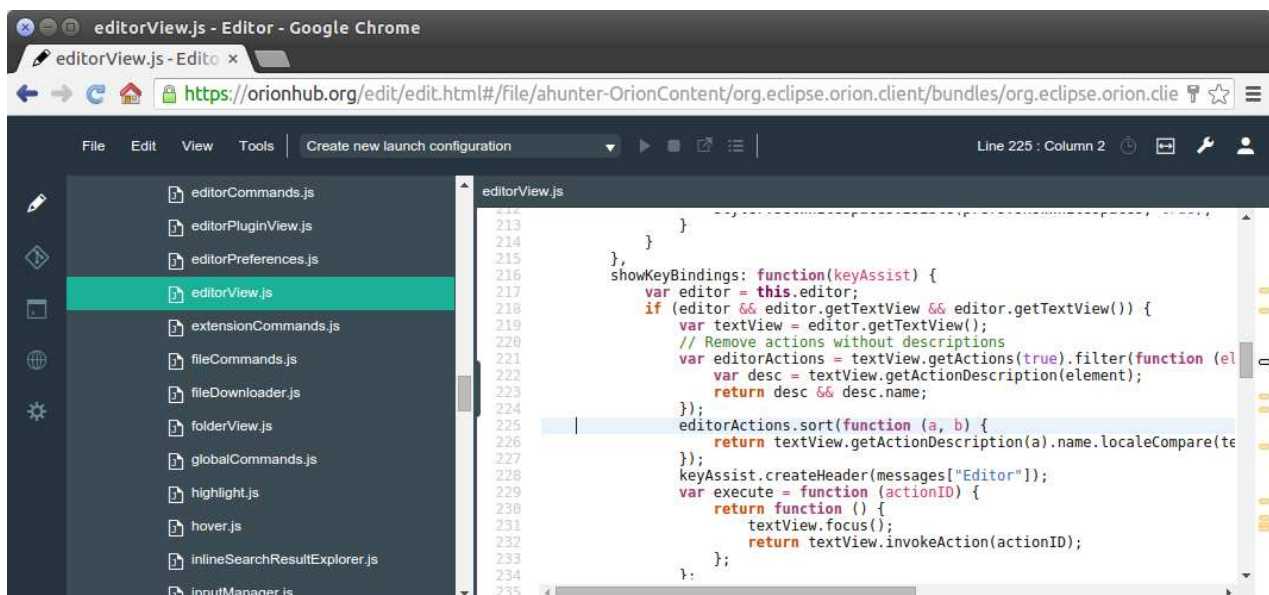 editorView.js - Editor - Google Chrome
editorView.js - Edito ×
https://orionhub.org/edit/edit.html#/file/ahunter-OrionContent/org.eclipse.orion.client/bundles/org.eclipse.orion.clie
File Edit View Tools Create new launch configuration Line 225 : Column 2
editorCommands.js
editorPluginView.js
editorPreferences.js
editorView.js
extensionCommands.js
fileCommands.js
fileDownloader.js
folderView.js
globalCommands.js
highlight.js
hover.js
inlineSearchResultExplorer.js
inputManager.js
editorView.js
212
213 }
214 }
215 },
216 showKeyBindings: function(keyAssist) {
217 var editor = this.editor;
218 if (editor && editor.getTextView && editor.getTextView()) {
219 var textView = editor.getTextView();
220 // Remove actions without descriptions
221 var editorActions = textView.getActions(true).filter(function (el
222 var desc = textView.getActionDescription(element);
223 return desc && desc.name;
224 });
225 editorActions.sort(function (a, b) {
226 return textView.getActionDescription(a).name.localeCompare(te
227 });
228 keyAssist.createHeader(messages["Editor"]);
229 var execute = function (actionID) {
230 return function () {
231 textView.focus();
232 return textView.invokeAction(actionID);
233 };
234 };
235